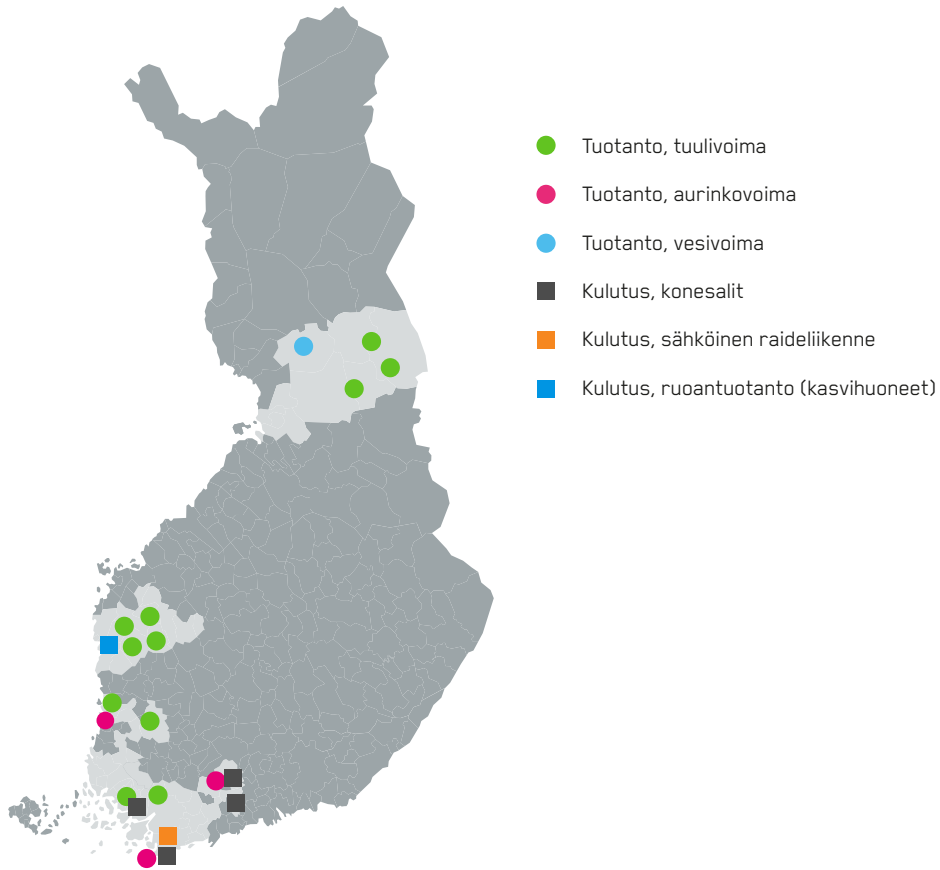 Tuotanto, tuulivoima
Tuotanto, aurinkovoima
Tuotanto, vesivoima
Kulutus, konesalit
Kulutus, sähköinen raideliikenne
Kulutus, ruoantuotanto (kasvihuoneet)